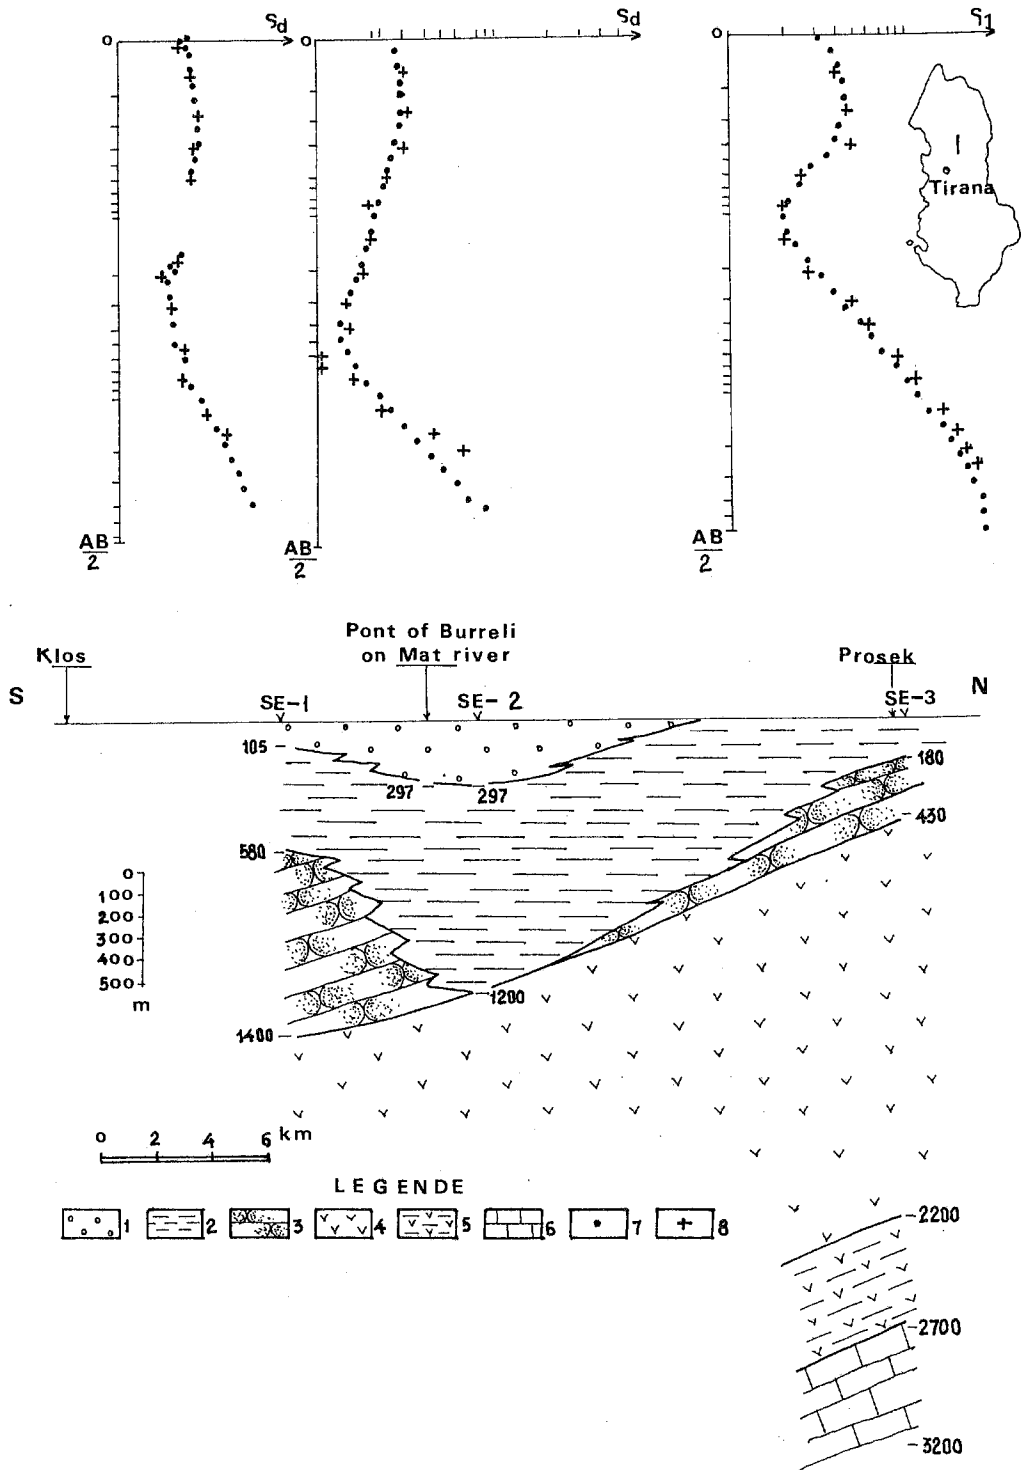 Sd
Sd
S1
0
0
0
Tirana
AB
2
AB
2
AB
2
Pont of Burreli
on Mat river
Klos
Prosek
S
N
SE-1
SE-2
SE-3
105
180
297
297
430
580
0
100
200
300
400
500
m
1200
1400
0 2 4 6 km
LEGENDE
1 2 3 4 5 6 7 8
2200
2700
3200